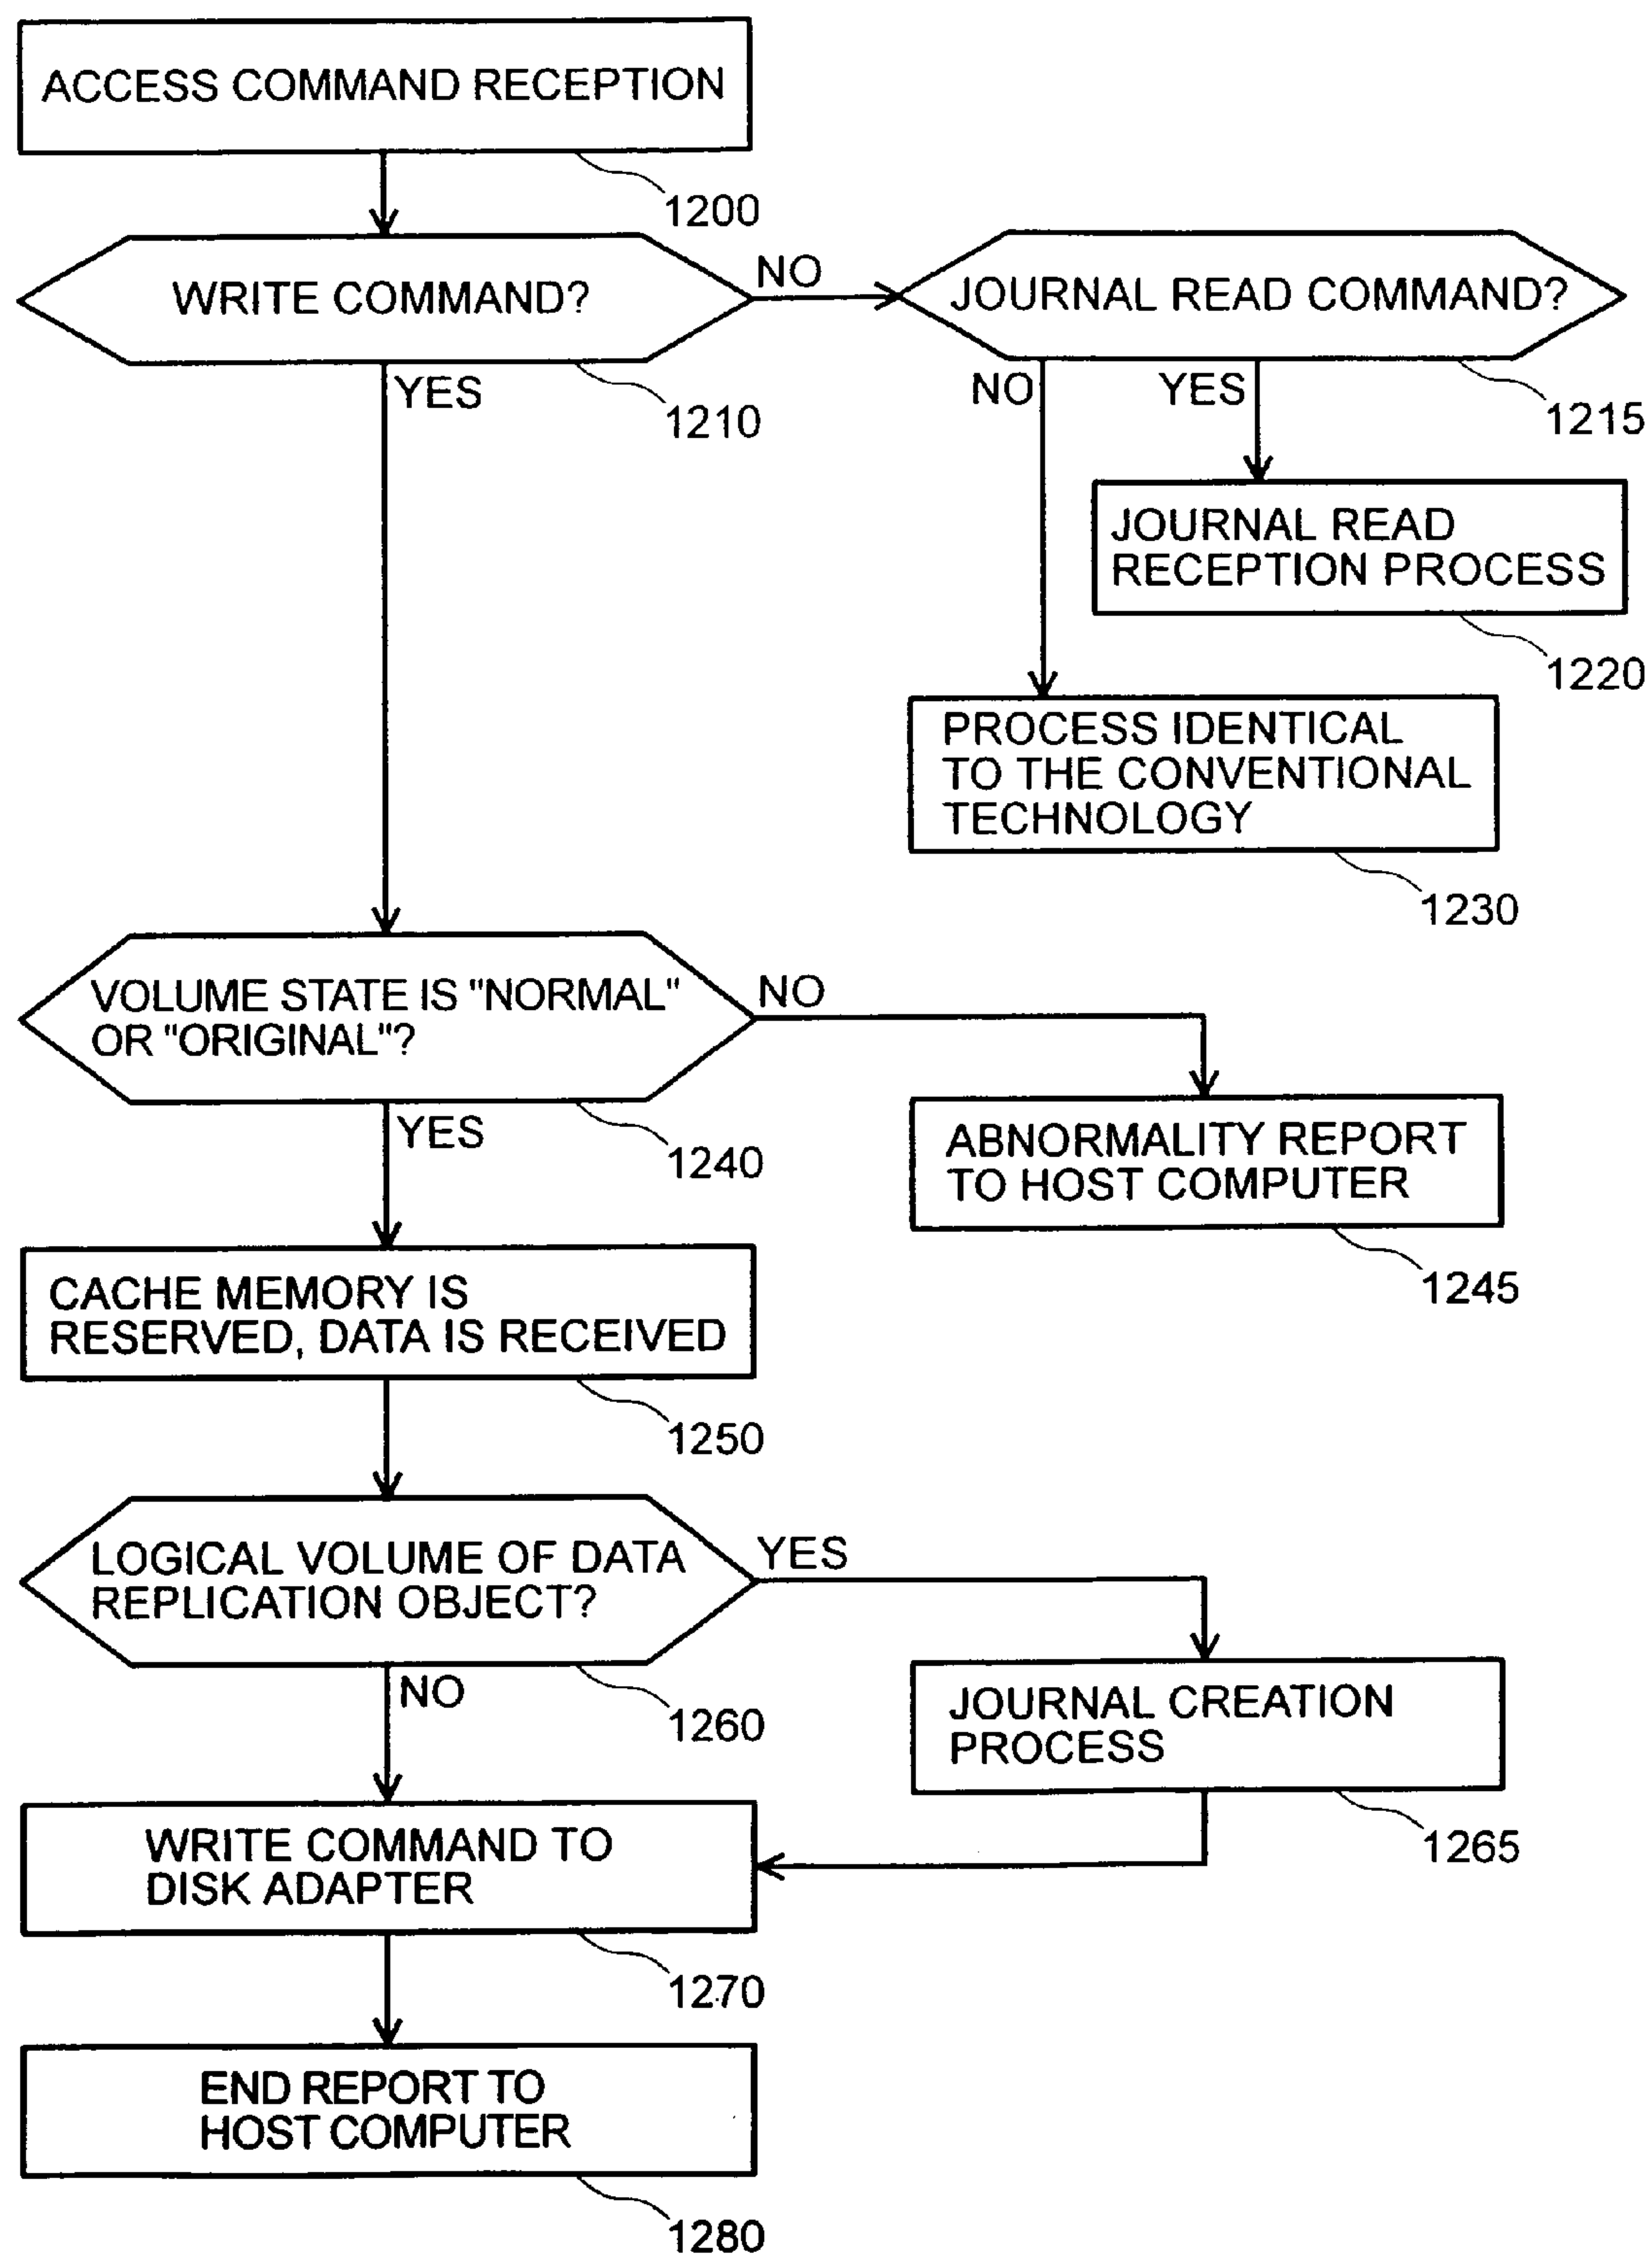 ACCESS COMMAND RECEPTION
1200
WRITE COMMAND?
NO
JOURNAL READ COMMAND?
YES
1210
NO
YES
1215
JOURNAL READ
RECEPTION PROCESS
1220
PROCESS IDENTICAL
TO THE CONVENTIONAL
TECHNOLOGY
1230
VOLUME STATE IS "NORMAL"
OR "ORIGINAL"?
NO
YES
1240
ABNORMALITY REPORT
TO HOST COMPUTER
1245
CACHE MEMORY IS
RESERVED, DATA IS RECEIVED
1250
LOGICAL VOLUME OF DATA
REPLICATION OBJECT?
YES
NO
1260
JOURNAL CREATION
PROCESS
1265
WRITE COMMAND TO
DISK ADAPTER
1270
END REPORT TO
HOST COMPUTER
1280